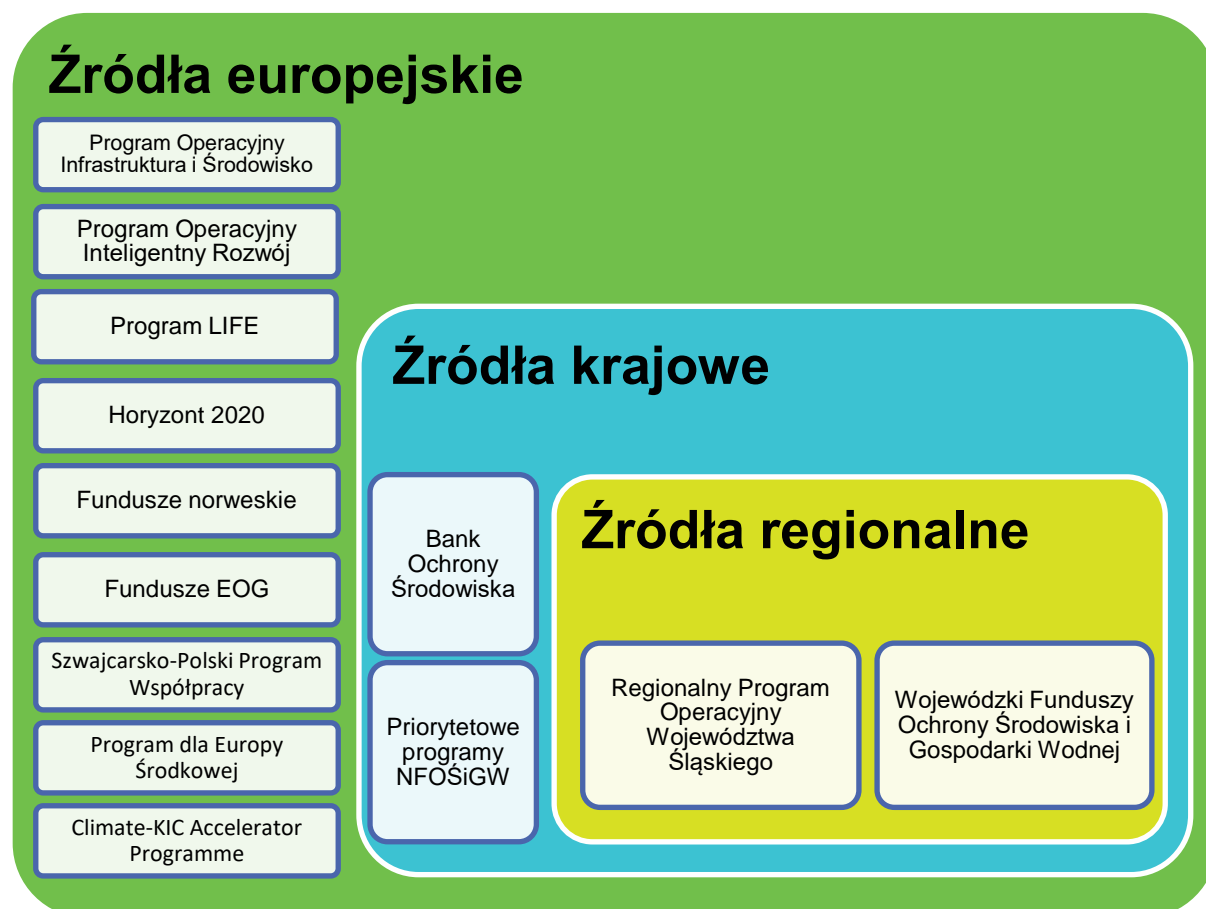 Źródła europejskie
Program Operacyjny
Infrastruktura i Środowisko
Program Operacyjny
Inteligentny Rozwój
Program LIFE
Horyzont 2020
Fundusze norweskie
Fundusze EOG
Szwajcarsko-Polski Program
Współpracy
Program dla Europy
Środkowej
Climate-KIC Accelerator
Programme
Źródła krajowe
Bank
Ochrony
Środowiska
Priorytetowe
programy
NFOŚiGW
Źródła regionalne
Regionalny Program
Operacyjny
Województwa
Śląskiego
Wojewódzki Funduszy
Ochrony Środowiska i
Gospodarki Wodnej